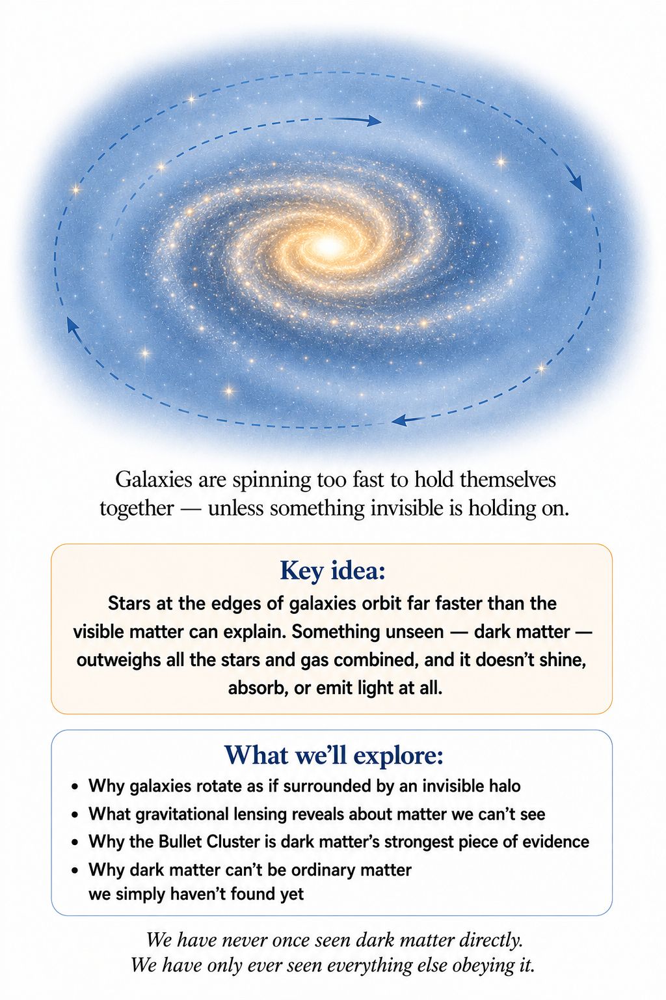 Galaxies are spinning too fast to hold themselves
together — unless something invisible is holding on.
Key idea:
Stars at the edges of galaxies orbit far faster than the
visible matter can explain. Something unseen — dark matter —
outweighs all the stars and gas combined, and it doesn’t shine,
absorb, or emit light at all.
What we’ll explore:
• Why galaxies rotate as if surrounded by an invisible halo
• What gravitational lensing reveals about matter we can’t see
• Why the Bullet Cluster is dark matter’s strongest piece of evidence
• Why dark matter can’t be ordinary matter
we simply haven’t found yet
We have never once seen dark matter directly.
We have only ever seen everything else obeying it.